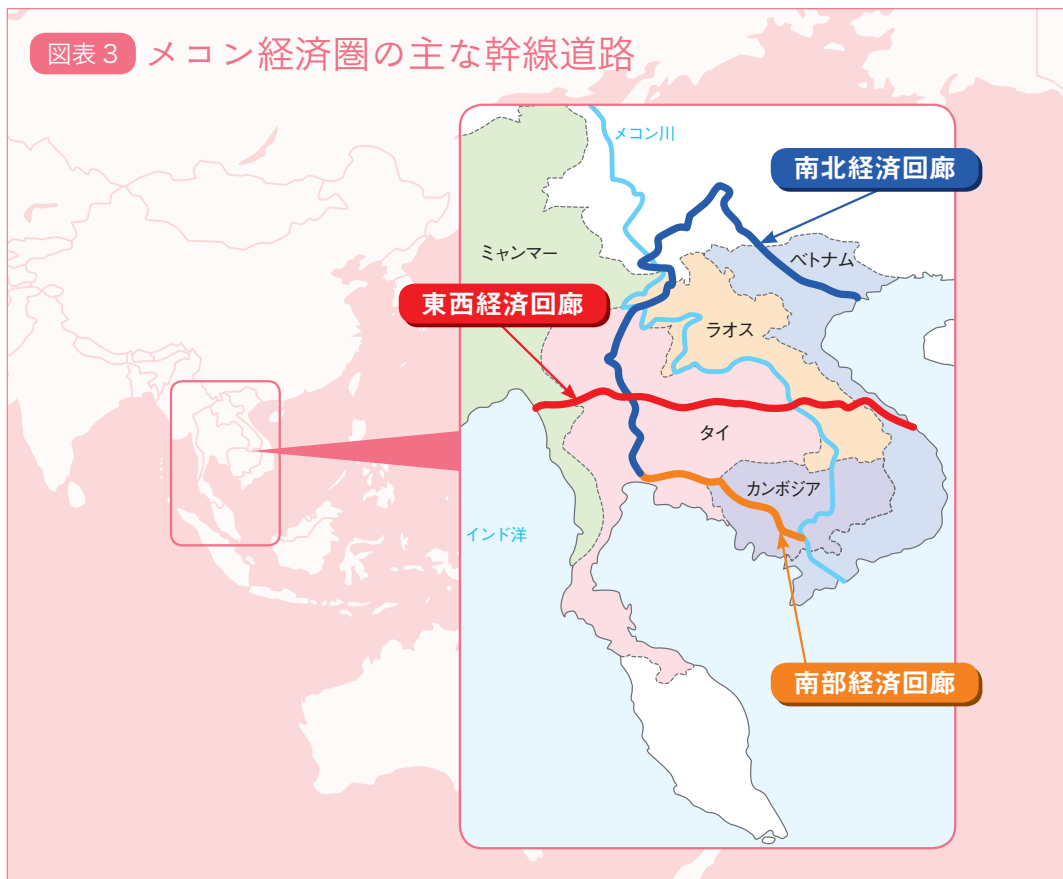 図表3 メコン経済圏の主な幹線道路
メコン川
南北経済回廊
ミャンマー
ベトナム
東西経済回廊
ラオス
タイ
カンボジア
インド洋
南部経済回廊